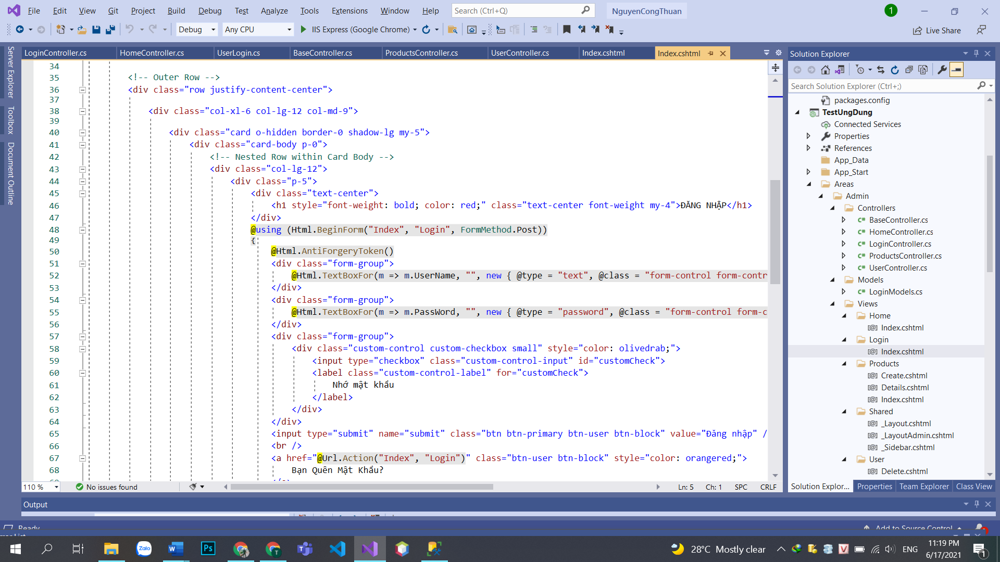 File Edit View Git Project Build Debug Test Analyze Tools Extensions Window Help Search (Ctrl+Q) NguyenCongThuan 1
Debug Any CPU IIS Express (Google Chrome) Live Share
Server Explorer
Toolbox
Document Outline
LoginController.cs HomeController.cs UserLogin.cs BaseController.cs ProductsController.cs UserController.cs Index.cshtml Index.cshtml
34
35 <!-- Outer Row -->
36 <div class="row justify-content-center">
37
38 <div class="col-xl-6 col-lg-12 col-md-9">
39
40 <div class="card o-hidden border-0 shadow-lg my-5">
41 <div class="card-body p-0">
42 <!-- Nested Row within Card Body -->
43 <div class="col-lg-12">
44 <div class="p-5">
45 <div class="text-center">
46 <h1 style="font-weight: bold; color: red;" class="text-center font-weight my-4">ĐĂNG NHẬP</h1>
47 </div>
48 @using (Html.BeginForm("Index", "Login", FormMethod.Post))
49 {
50 @Html.AntiForgeryToken()
51 <div class="form-group">
52 @Html.TextBoxFor(m => m.UserName, "", new { @type = "text", @class = "form-control form-contr
53 </div>
54 <div class="form-group">
55 @Html.TextBoxFor(m => m.PassWord, "", new { @type = "password", @class = "form-control form-c
56 </div>
57 <div class="form-group">
58 <div class="custom-control custom-checkbox small" style="color: olivedrab;">
59 <input type="checkbox" class="custom-control-input" id="customCheck">
60 <label class="custom-control-label" for="customCheck">
61 Nhớ mật khẩu
62 </label>
63 </div>
64 </div>
65 <input type="submit" name="submit" class="btn btn-primary btn-user btn-block" value="Đăng nhập" /
66 <br />
67 <a href="@Url.Action("Index", "Login")" class="btn-user btn-block" style="color: orangered;">
68 Bạn Quên Mật Khẩu?
110 % No issues found Ln: 5 Ch: 1 SPC CRLF
Solution Explorer
Search Solution Explorer (Ctrl+;)
packages.config
TestUngDung
Connected Services
Properties
References
App_Data
App_Start
Areas
Admin
Controllers
C# BaseController.cs
C# HomeController.cs
C# LoginController.cs
C# ProductsController.cs
C# UserController.cs
Models
C# LoginModels.cs
Views
Home
[@] Index.cshtml
Login
[@] Index.cshtml
Products
[@] Create.cshtml
[@] Details.cshtml
[@] Index.cshtml
Shared
[@] _Layout.cshtml
[@] _LayoutAdmin.cshtml
[@] _Sidebar.cshtml
User
[@] Delete.cshtml
Solution Explor... Properties Team Explorer Class View
Output
Ready Add to Source Control
Zalo W Ps T V 28°C Mostly clear ENG 11:19 PM
6/17/2021 1